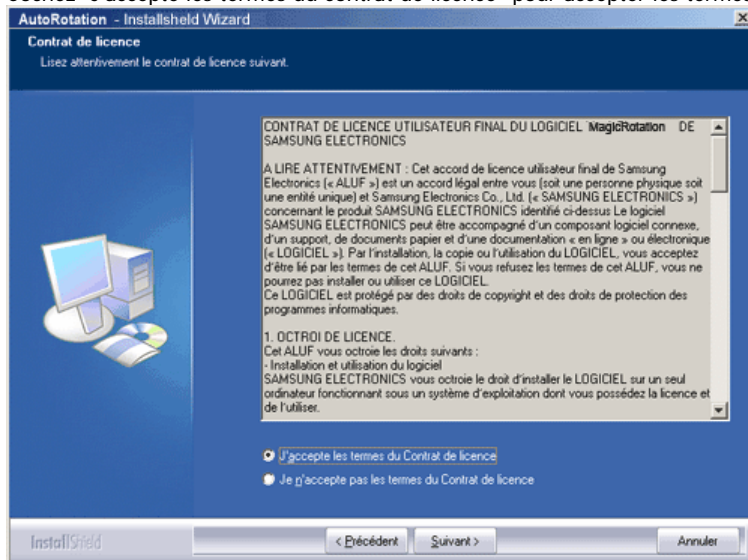 AutoRotation - InstallShield Wizard
Contrat de licence
Lisez attentivement le contrat de licence suivant.
CONTRAT DE LICENCE UTILISATEUR FINAL DU LOGICIEL MagicRotation DE
SAMSUNG ELECTRONICS
A LIRE ATTENTIVEMENT : Cet accord de licence utilisateur final de Samsung
Electronics (« ALUF ») est un accord légal entre vous (soit une personne physique soit
une entité unique) et Samsung Electronics Co., Ltd. (« SAMSUNG ELECTRONICS »)
concernant le produit SAMSUNG ELECTRONICS identifié ci-dessus Le logiciel
SAMSUNG ELECTRONICS peut être accompagné d'un composant logiciel connexe,
d'un support, de documents papier et d'une documentation « en ligne » ou électronique
(« LOGICIEL »). Par l'installation, la copie ou l'utilisation du LOGICIEL, vous acceptez
d'être lié par les termes de cet ALUF. Si vous refusez les termes de cet ALUF, vous ne
pourrez pas installer ou utiliser ce LOGICIEL.
Ce LOGICIEL est protégé par des droits de copyright et des droits de protection des
programmes informatiques.
1. OCTROI DE LICENCE.
Cet ALUF vous octroie les droits suivants :
- Installation et utilisation du logiciel
SAMSUNG ELECTRONICS vous octroie le droit d'installer le LOGICIEL sur un seul
ordinateur fonctionnant sous un système d'exploitation dont vous possédez la licence et
de l'utiliser.
J'accepte les termes du Contrat de licence
Je n'accepte pas les termes du Contrat de licence
InstallShield
< Précédent
Suivant >
Annuler